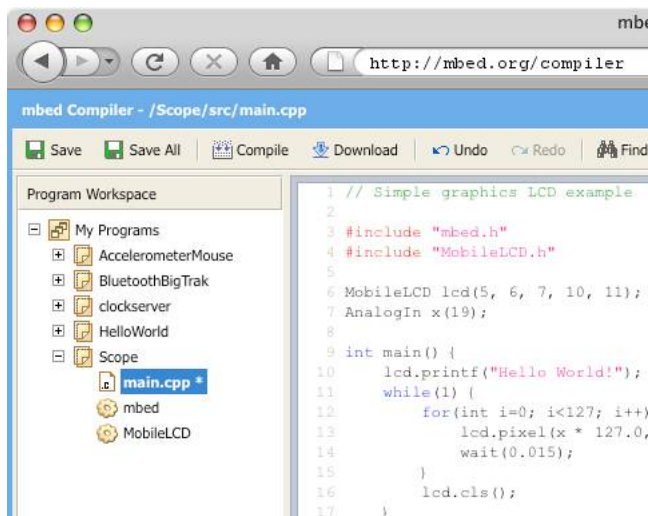 mbe
http://mbed.org/compiler
mbed Compiler - /Scope/src/main.cpp
Save Save All Compile Download Undo Redo Find
Program Workspace
My Programs
AccelerometerMouse
BluetoothBigTrak
clockserver
HelloWorld
Scope
.c main.cpp *
mbed
MobileLCD
1 // Simple graphics LCD example
2
3 #include "mbed.h"
4 #include "MobileLCD.h"
5
6 MobileLCD lcd(5, 6, 7, 10, 11);
7 AnalogIn x(19);
8
9 int main() {
10 lcd.printf("Hello World!");
11 while(1) {
12 for(int i=0; i<127; i++)
13 lcd.pixel(x * 127.0,
14 wait(0.015);
15 }
16 lcd.cls();
17 }